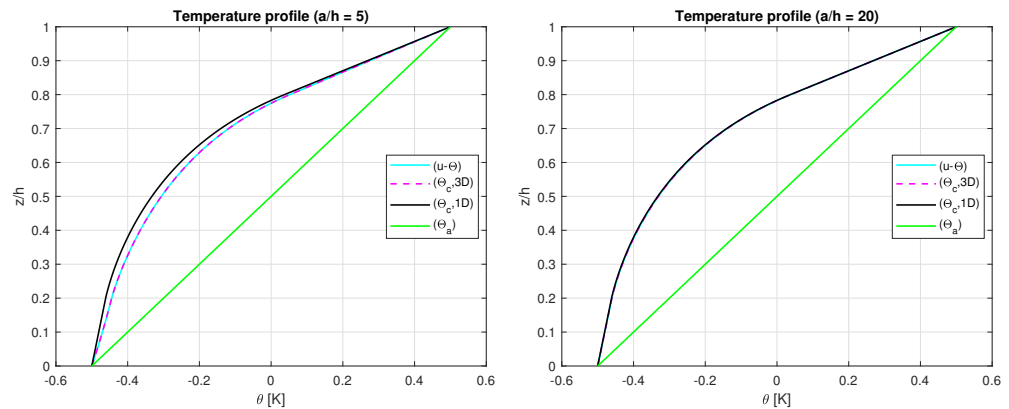 Temperature profile (a/h = 5)
1
0.9
0.8
0.7
0.6
0.5
0.4
0.3
0.2
0.1
0
z/h
-0.6
-0.4
-0.2
0
0.2
0.4
0.6
θ [K]
(u-Θ)
(Θc,3D)
(Θc,1D)
(Θa)
Temperature profile (a/h = 20)
1
0.9
0.8
0.7
0.6
0.5
0.4
0.3
0.2
0.1
0
z/h
-0.6
-0.4
-0.2
0
0.2
0.4
0.6
θ [K]
(u-Θ)
(Θc,3D)
(Θc,1D)
(Θa)